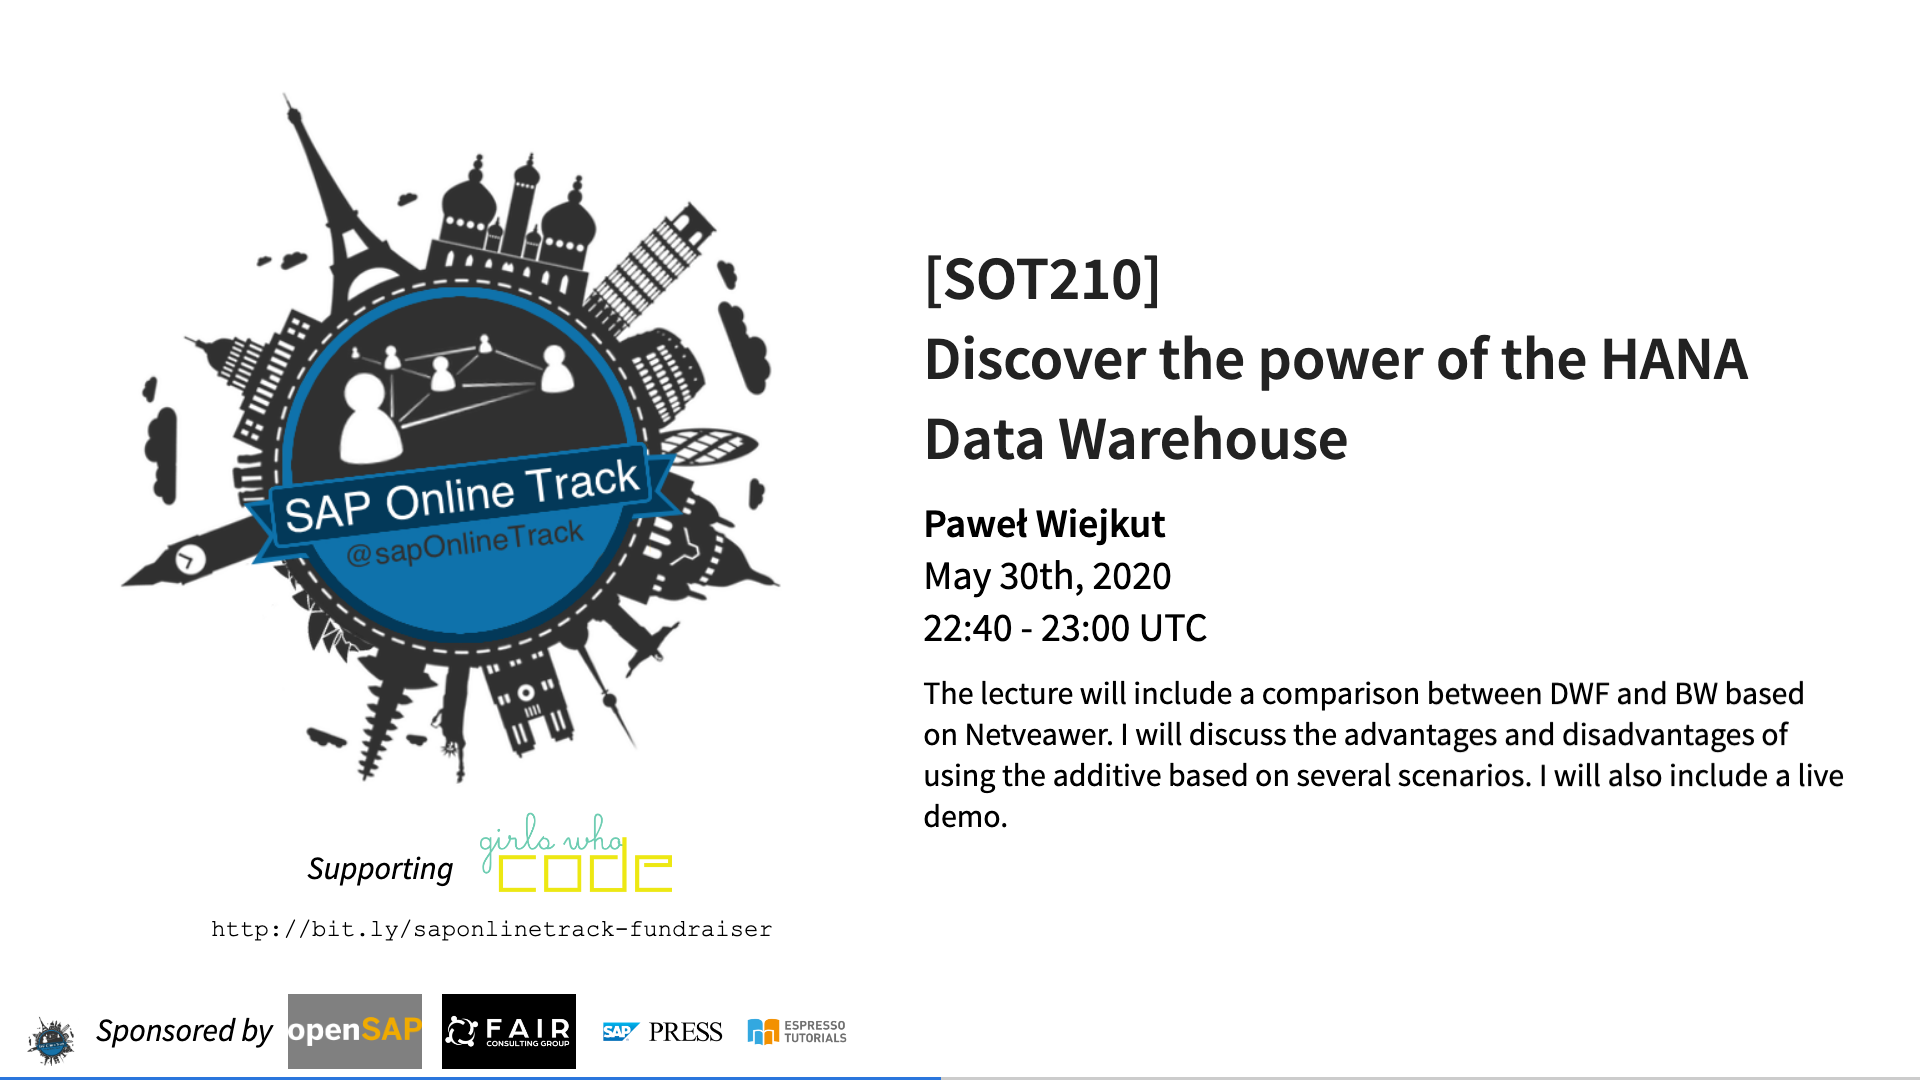 SAP Online Track
@sapOnlineTrack
Supporting
girls who
code
http://bit.ly/saponlinetrack-fundraiser
[SOT210]
Discover the power of the HANA
Data Warehouse
Paweł Wiejkut
May 30th, 2020
22:40 - 23:00 UTC
The lecture will include a comparison between DWF and BW based
on Netveawer. I will discuss the advantages and disadvantages of
using the additive based on several scenarios. I will also include a live
demo.
Sponsored by
openSAP
FAIR
CONSULTING GROUP
SAP PRESS
ESPRESSO
TUTORIALS